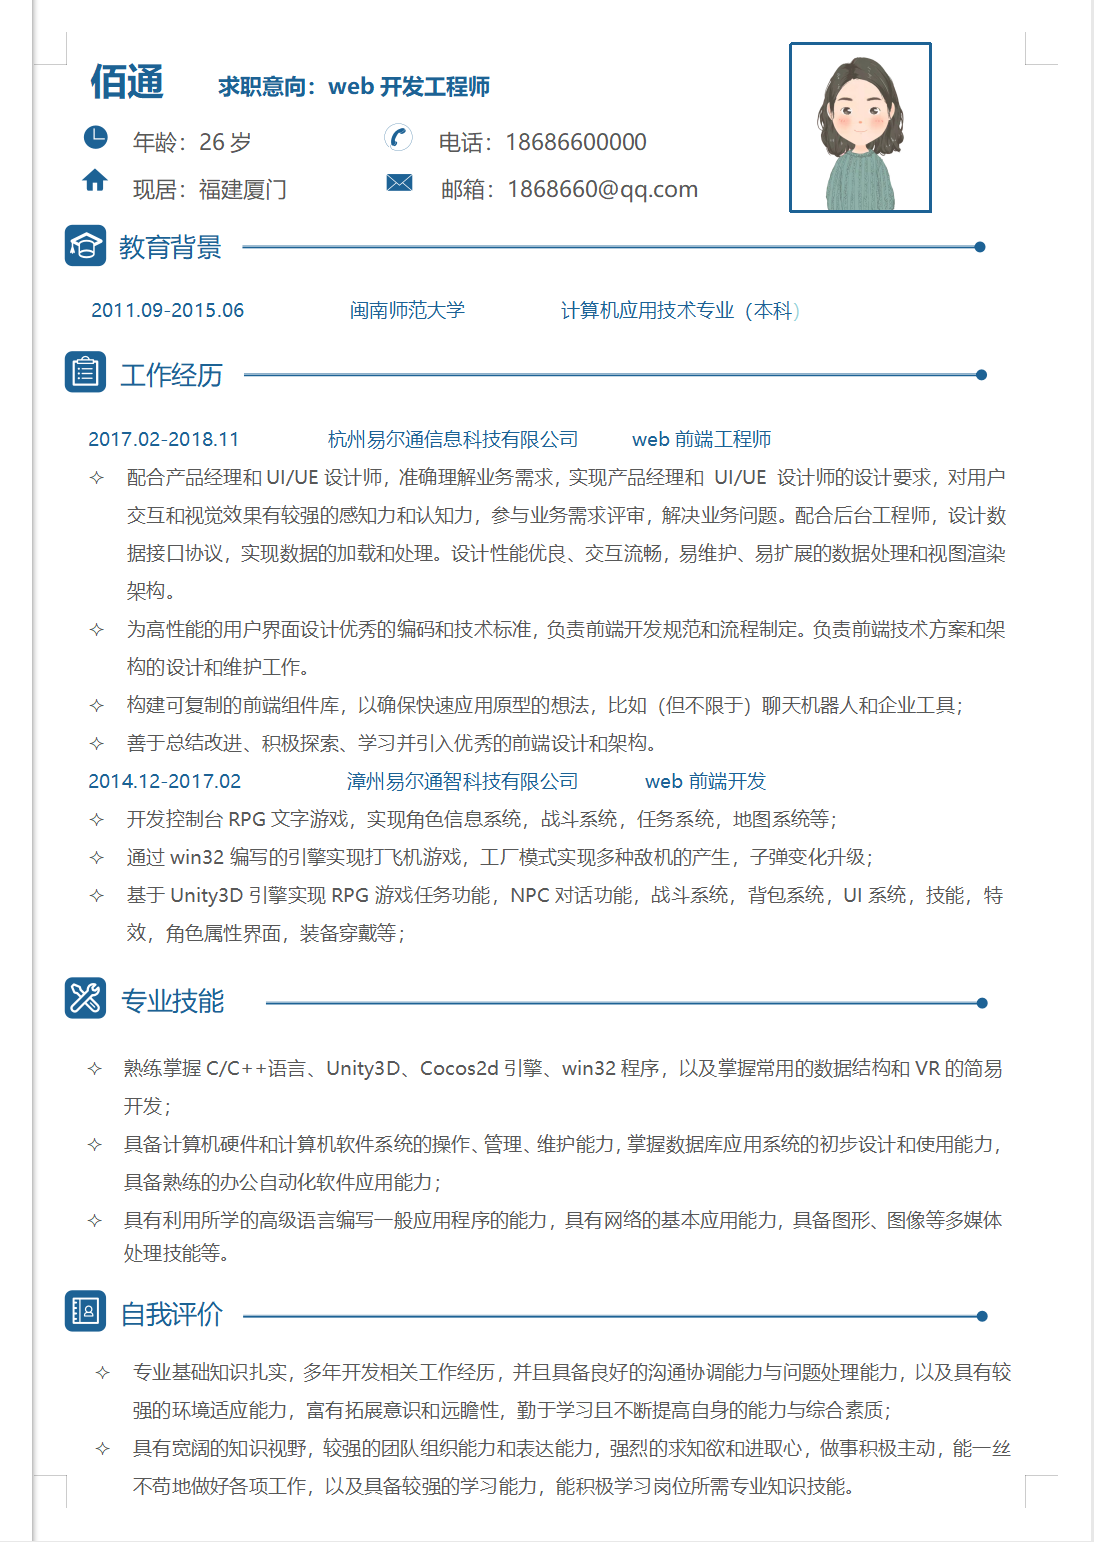 佰通 求职意向：web 开发工程师
年龄：26 岁 电话：18686600000
现居：福建厦门 邮箱：1868660@qq.com
教育背景
2011.09-2015.06 闽南师范大学 计算机应用技术专业（本科）
工作经历
2017.02-2018.11 杭州易尔通信息科技有限公司 web 前端工程师
配合产品经理和 UI/UE 设计师，准确理解业务需求，实现产品经理和 UI/UE 设计师的设计要求，对用户
交互和视觉效果有较强的感知力和认知力，参与业务需求评审，解决业务问题。配合后台工程师，设计数
据接口协议，实现数据的加载和处理。设计性能优良、交互流畅，易维护、易扩展的数据处理和视图渲染
架构。
为高性能的用户界面设计优秀的编码和技术标准，负责前端开发规范和流程制定。负责前端技术方案和架
构的设计和维护工作。
构建可复制的前端组件库，以确保快速应用原型的想法，比如（但不限于）聊天机器人和企业工具；
善于总结改进、积极探索、学习并引入优秀的前端设计和架构。
2014.12-2017.02 漳州易尔通智科技有限公司 web 前端开发
开发控制台 RPG 文字游戏，实现角色信息系统，战斗系统，任务系统，地图系统等；
通过 win32 编写的引擎实现打飞机游戏，工厂模式实现多种敌机的产生，子弹变化升级；
基于 Unity3D 引擎实现 RPG 游戏任务功能，NPC 对话功能，战斗系统，背包系统，UI 系统，技能，特
效，角色属性界面，装备穿戴等；
专业技能
熟练掌握 C/C++语言、Unity3D、Cocos2d 引擎、win32 程序，以及掌握常用的数据结构和 VR 的简易
开发；
具备计算机硬件和计算机软件系统的操作、管理、维护能力，掌握数据库应用系统的初步设计和使用能力，
具备熟练的办公自动化软件应用能力；
具有利用所学的高级语言编写一般应用程序的能力，具有网络的基本应用能力，具备图形、图像等多媒体
处理技能等。
自我评价
专业基础知识扎实，多年开发相关工作经历，并且具备良好的沟通协调能力与问题处理能力，以及具有较
强的环境适应能力，富有拓展意识和远瞻性，勤于学习且不断提高自身的能力与综合素质；
具有宽阔的知识视野，较强的团队组织能力和表达能力，强烈的求知欲和进取心，做事积极主动，能一丝
不苟地做好各项工作，以及具备较强的学习能力，能积极学习岗位所需专业知识技能。